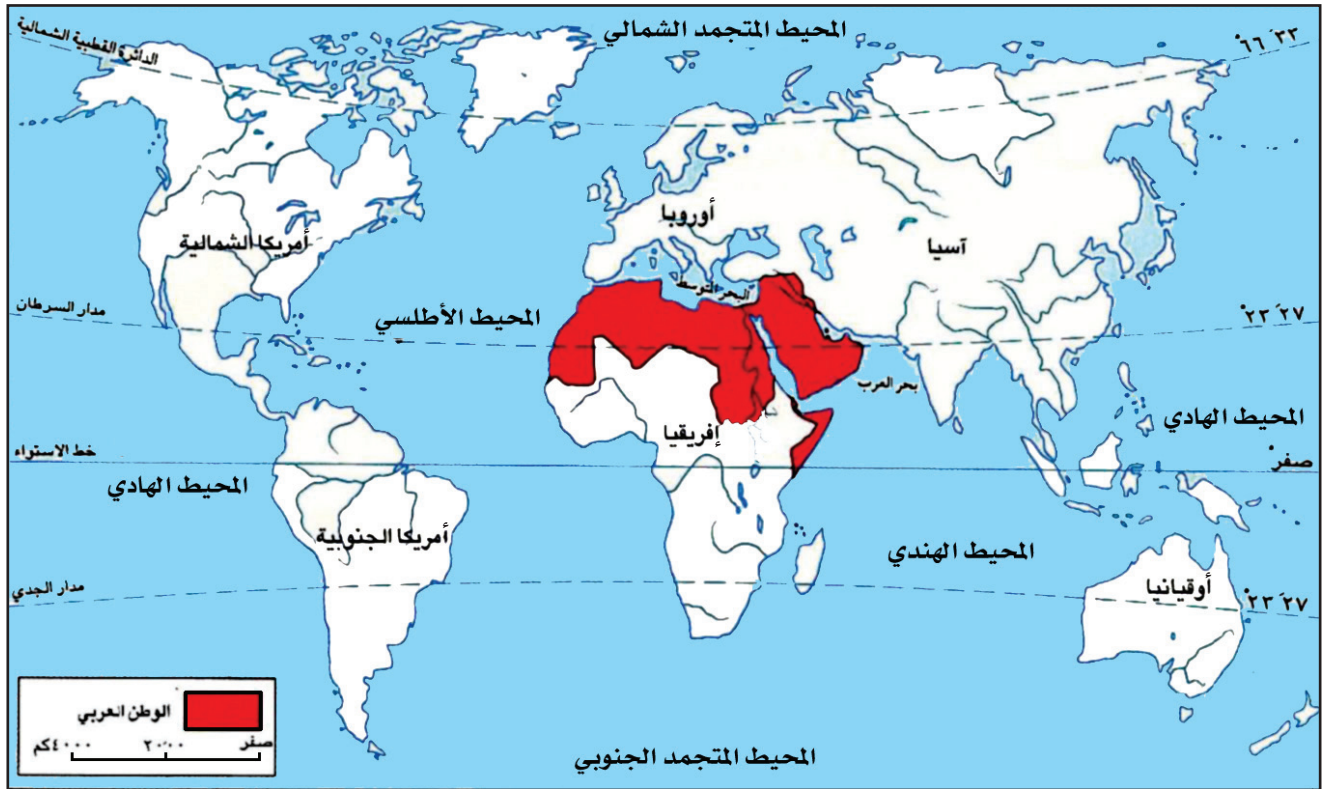 المحيط المتجمد الشمالي
الدائرة القطبية الشمالية
٦٦ْ ٣٣َ
أوروبا
آسيا
أمريكا الشمالية
البحر المتوسط
مدار السرطان
المحيط الأطلسي
٢٣ْ ٢٧َ
بحر العرب
المحيط الهادي
إفريقيا
خط الاستواء
صفرْ
المحيط الهادي
أمريكا الجنوبية
المحيط الهندي
مدار الجدي
أوقيانيا
٢٣ْ ٢٧َ
الوطن العربي
صفر ٢٠٠٠ ٤٠٠٠كم
المحيط المتجمد الجنوبي